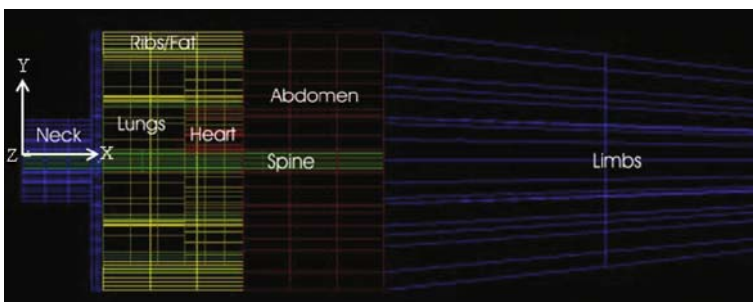 Ribs/Fat
Y
Abdomen
Neck
Lungs
Heart
Z
X
Spine
Limbs